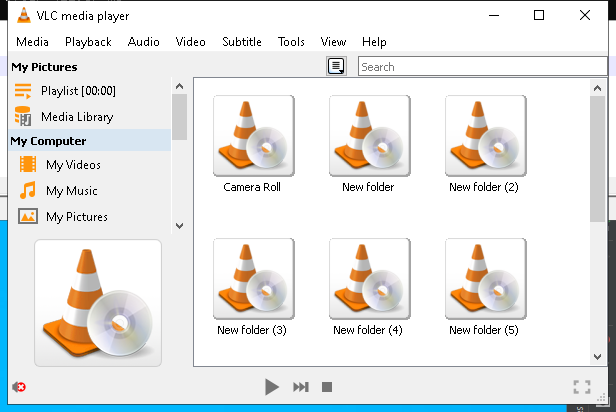 VLC media player
Media Playback Audio Video Subtitle Tools View Help
My Pictures
Search
Playlist [00:00]
Media Library
My Computer
My Videos
My Music
My Pictures
Camera Roll New folder New folder (2)
New folder (3) New folder (4) New folder (5)